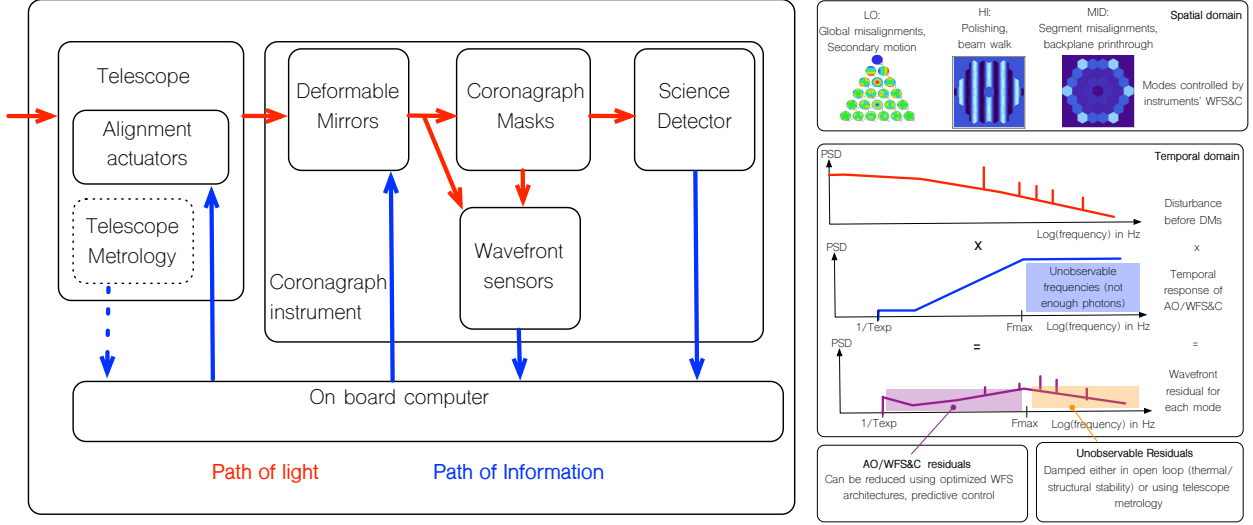 Telescope
Alignment
actuators
Telescope
Metrology
Deformable
Mirrors
Coronagraph
Masks
Science
Detector
Wavefront
sensors
Coronagraph
instrument
On board computer
Path of light
Path of Information
LO:
Global misalignments,
Secondary motion
HI:
Polishing,
beam walk
MID:
Segment misalignments,
backplane printhrough
Spatial domain
Modes controlled by
instruments' WFS&C
PSD
Temporal domain
Log(frequency) in Hz
Disturbance
before DMs
x
x
PSD
Unobservable
frequencies (not
enough photons)
1/Texp
Fmax
Log(frequency) in Hz
Temporal
response of
AO/WFS&C
=
=
PSD
1/Texp
Fmax
Log(frequency) in Hz
Wavefront
residual for
each mode
AO/WFS&C residuals
Can be reduced using optimized WFS
architectures, predictive control
Unobservable Residuals
Damped either in open loop (thermal/
structural stability) or using telescope
metrology